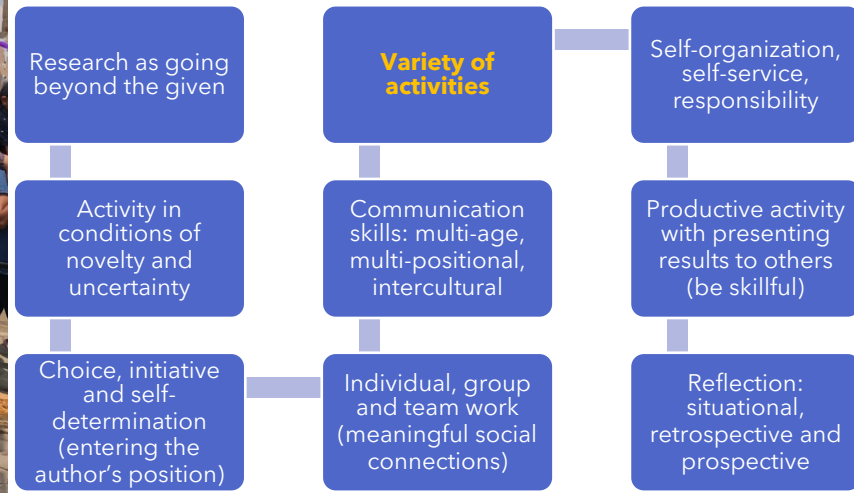 Research as going
beyond the given
Activity in
conditions of
novelty and
uncertainty
Choice, initiative
and self-
determination
(entering the
author's position)
Individual, group
and team work
(meaningful social
connections)
Communication
skills: multi-age,
multi-positional,
intercultural
Variety of
activities
Self-organization,
self-service,
responsibility
Productive activity
with presenting
results to others
(be skillful)
Reflection:
situational,
retrospective and
prospective